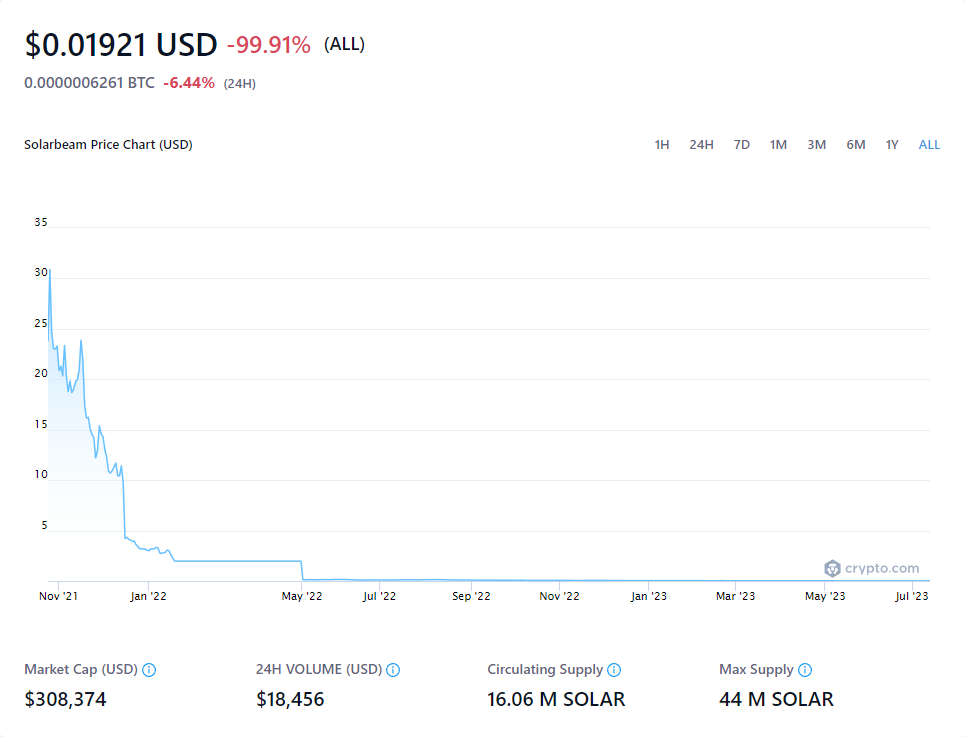 $0.01921 USD -99.91% (ALL)
0.0000006261 BTC -6.44% (24H)
Solarbeam Price Chart (USD) 1H 24H 7D 1M 3M 6M 1Y ALL
35
30
25
20
15
10
5
crypto.com
Nov '21 Jan '22 May '22 Jul '22 Sep '22 Nov '22 Jan '23 Mar '23 May '23 Jul '23
Market Cap (USD) 24H VOLUME (USD) Circulating Supply Max Supply
$308,374 $18,456 16.06 M SOLAR 44 M SOLAR